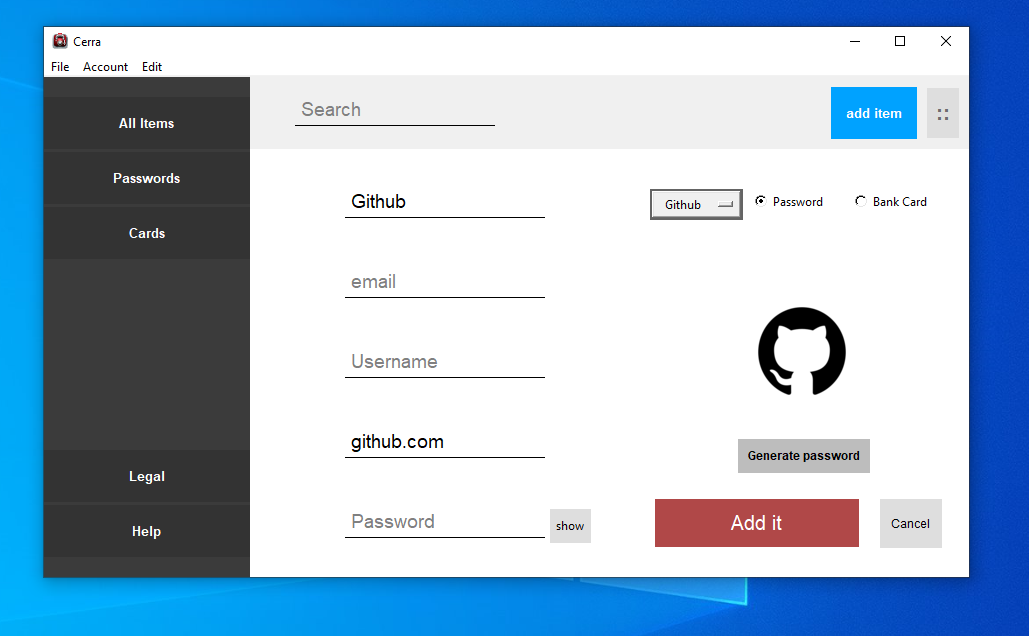 Cerra
File Account Edit
All Items
Passwords
Cards
Legal
Help
Search
add item
Github
Github
Password
Bank Card
email
Username
github.com
Generate password
Password
show
Add it
Cancel